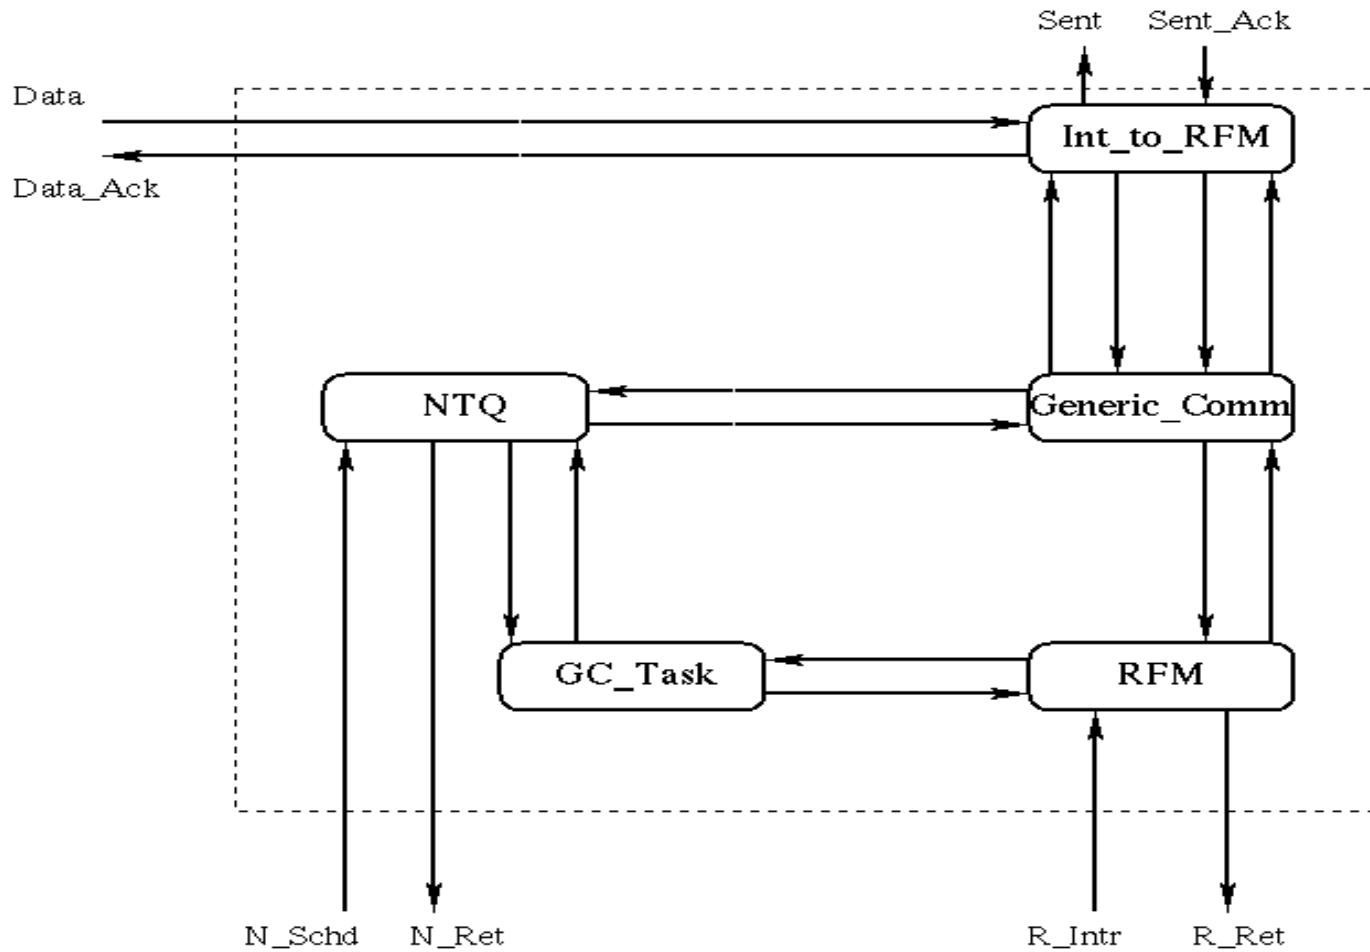 Sent Sent_Ack
Data
Int_to_RFM
Data_Ack
NTQ
Generic_Comm
GC_Task
RFM
N_Schd N_Ret R_Intr R_Ret